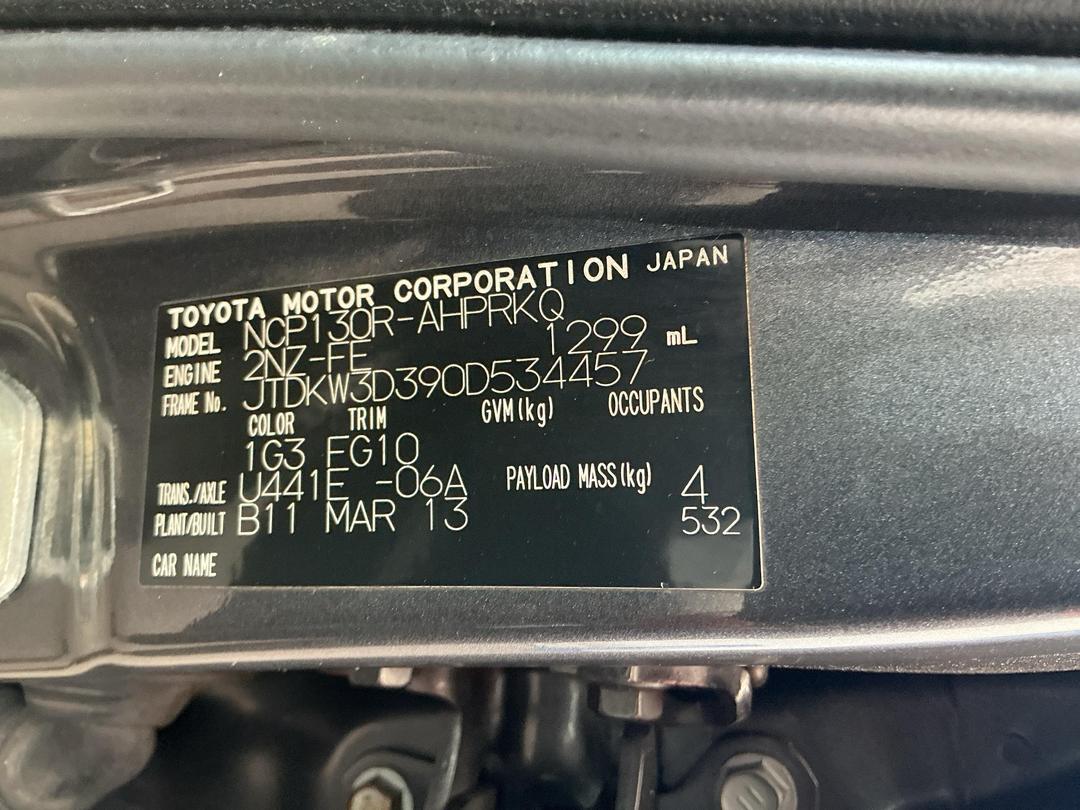 TOYOTA MOTOR CORPORATION JAPAN
MODEL NCP130R-AHPRKQ
ENGINE 2NZ-FE 1299 mL
FRAME No. JTDKW3D390D534457
COLOR TRIM GVM(kg) OCCUPANTS
1G3 FG10
TRANS./AXLE U441E -06A PAYLOAD MASS(kg) 4
PLANT/BUILT B11 MAR 13 532
CAR NAME